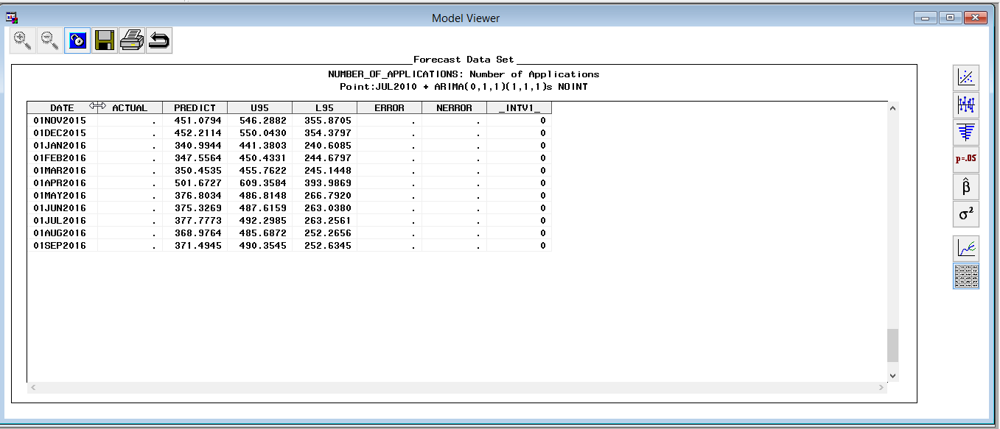 Model Viewer
Forecast Data Set
NUMBER_OF_APPLICATIONS: Number of Applications
Point:JUL2010 + ARIMA(0,1,1)(1,1,1)s NOINT
DATE ACTUAL PREDICT U95 L95 ERROR NERROR _INTV1_
01NOV2015 . 451.0794 546.2882 355.8705 . . 0
01DEC2015 . 452.2114 550.0430 354.3797 . . 0
01JAN2016 . 340.9944 441.3803 240.6085 . . 0
01FEB2016 . 347.5564 450.4331 244.6797 . . 0
01MAR2016 . 350.4535 455.7622 245.1448 . . 0
01APR2016 . 501.6727 609.3584 393.9869 . . 0
01MAY2016 . 376.8034 486.8148 266.7920 . . 0
01JUN2016 . 375.3269 487.6159 263.0380 . . 0
01JUL2016 . 377.7773 492.2985 263.2561 . . 0
01AUG2016 . 368.9764 485.6872 252.2656 . . 0
01SEP2016 . 371.4945 490.3545 252.6345 . . 0
p=.05
β̂
σ²